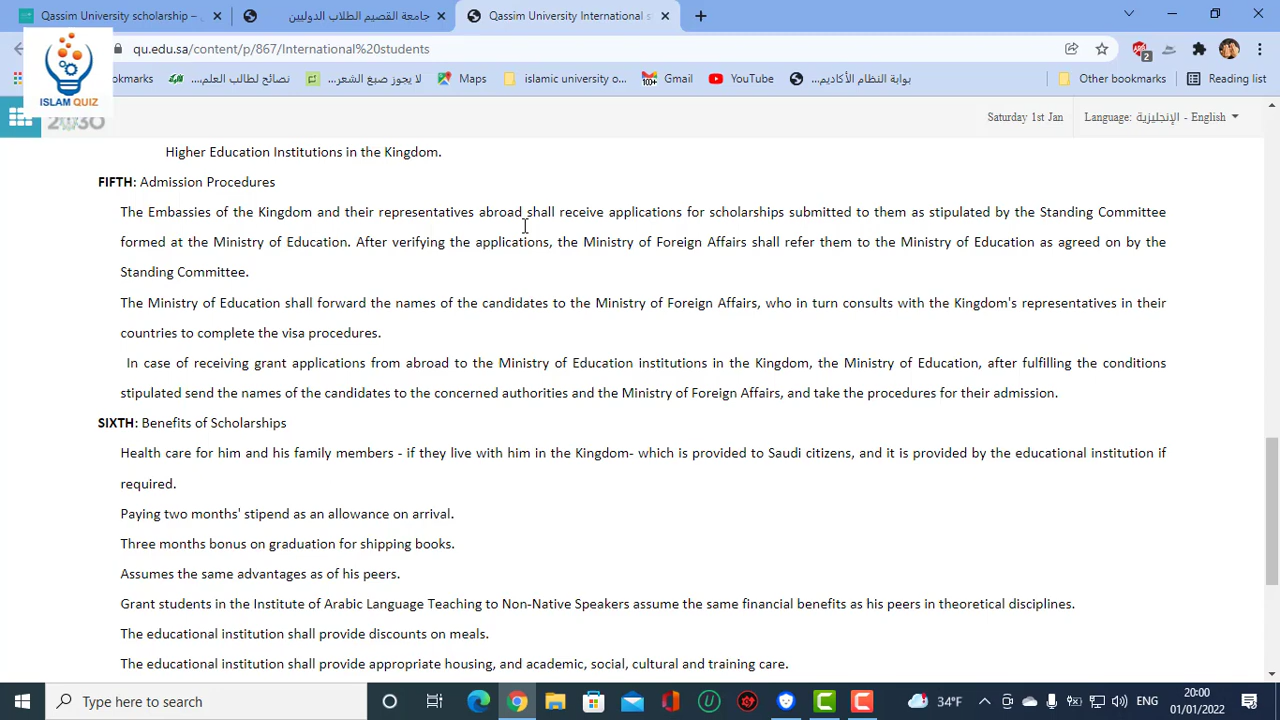 Qassim University scholarship –
جامعة القصيم الطلاب الدوليين
Qassim University International s
qu.edu.sa/content/p/867/International%20students
2
okmarks
نصائح لطالب العلم...
لا يجوز صبغ الشعر...
Maps
islamic university o...
100+
Gmail
YouTube
بوابة النظام الأكاديم...
Other bookmarks
Reading list
ISLAM QUIZ
2030
Saturday 1st Jan
Language: الإنجليزية - English
Higher Education Institutions in the Kingdom.
FIFTH: Admission Procedures
The Embassies of the Kingdom and their representatives abroad shall receive applications for scholarships submitted to them as stipulated by the Standing Committee
formed at the Ministry of Education. After verifying the applications, the Ministry of Foreign Affairs shall refer them to the Ministry of Education as agreed on by the
Standing Committee.
The Ministry of Education shall forward the names of the candidates to the Ministry of Foreign Affairs, who in turn consults with the Kingdom's representatives in their
countries to complete the visa procedures.
In case of receiving grant applications from abroad to the Ministry of Education institutions in the Kingdom, the Ministry of Education, after fulfilling the conditions
stipulated send the names of the candidates to the concerned authorities and the Ministry of Foreign Affairs, and take the procedures for their admission.
SIXTH: Benefits of Scholarships
Health care for him and his family members - if they live with him in the Kingdom- which is provided to Saudi citizens, and it is provided by the educational institution if
required.
Paying two months' stipend as an allowance on arrival.
Three months bonus on graduation for shipping books.
Assumes the same advantages as of his peers.
Grant students in the Institute of Arabic Language Teaching to Non-Native Speakers assume the same financial benefits as his peers in theoretical disciplines.
The educational institution shall provide discounts on meals.
The educational institution shall provide appropriate housing, and academic, social, cultural and training care.
Type here to search
34°F
ENG
20:00
01/01/2022